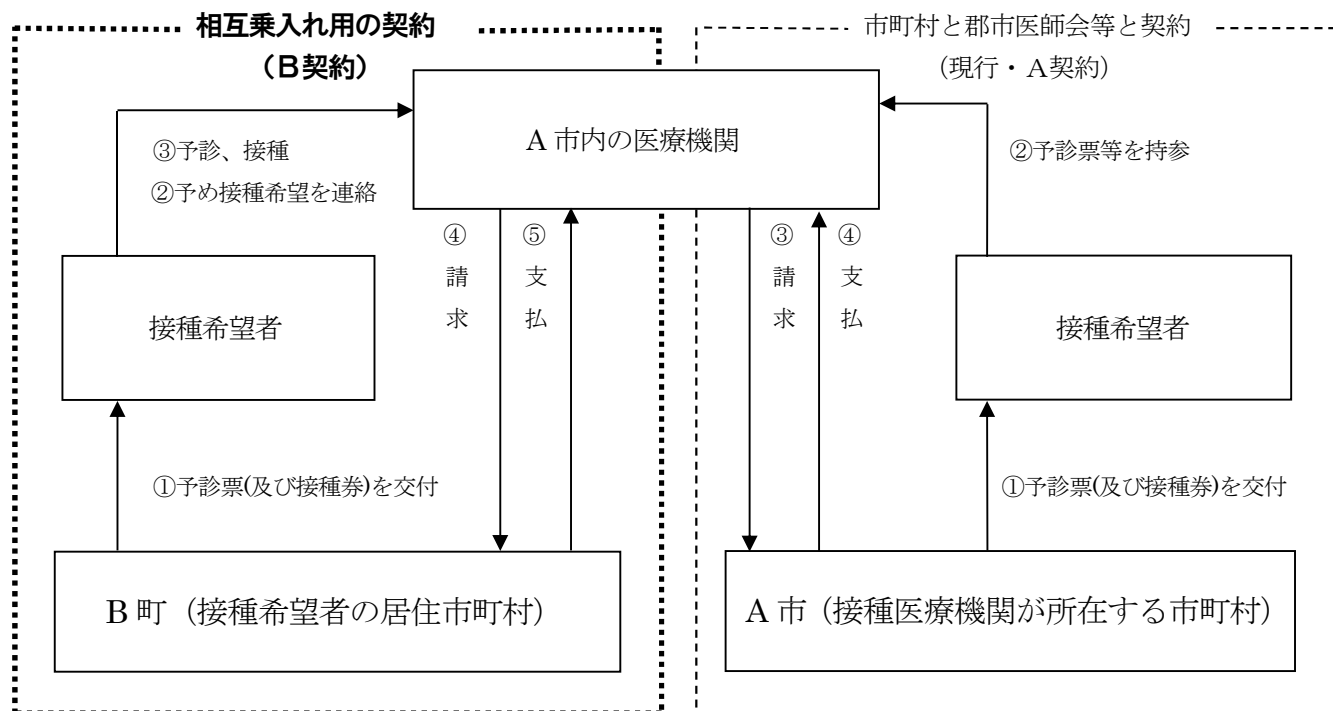 相互乗入れ用の契約
(B契約)
市町村と郡市医師会等と契約
(現行・A契約)
A 市内の医療機関
③予診、接種
②予め接種希望を連絡
②予診票等を持参
④請求
⑤支払
③請求
④支払
接種希望者
接種希望者
①予診票(及び接種券)を交付
①予診票(及び接種券)を交付
B 町(接種希望者の居住市町村)
A 市(接種医療機関が所在する市町村)